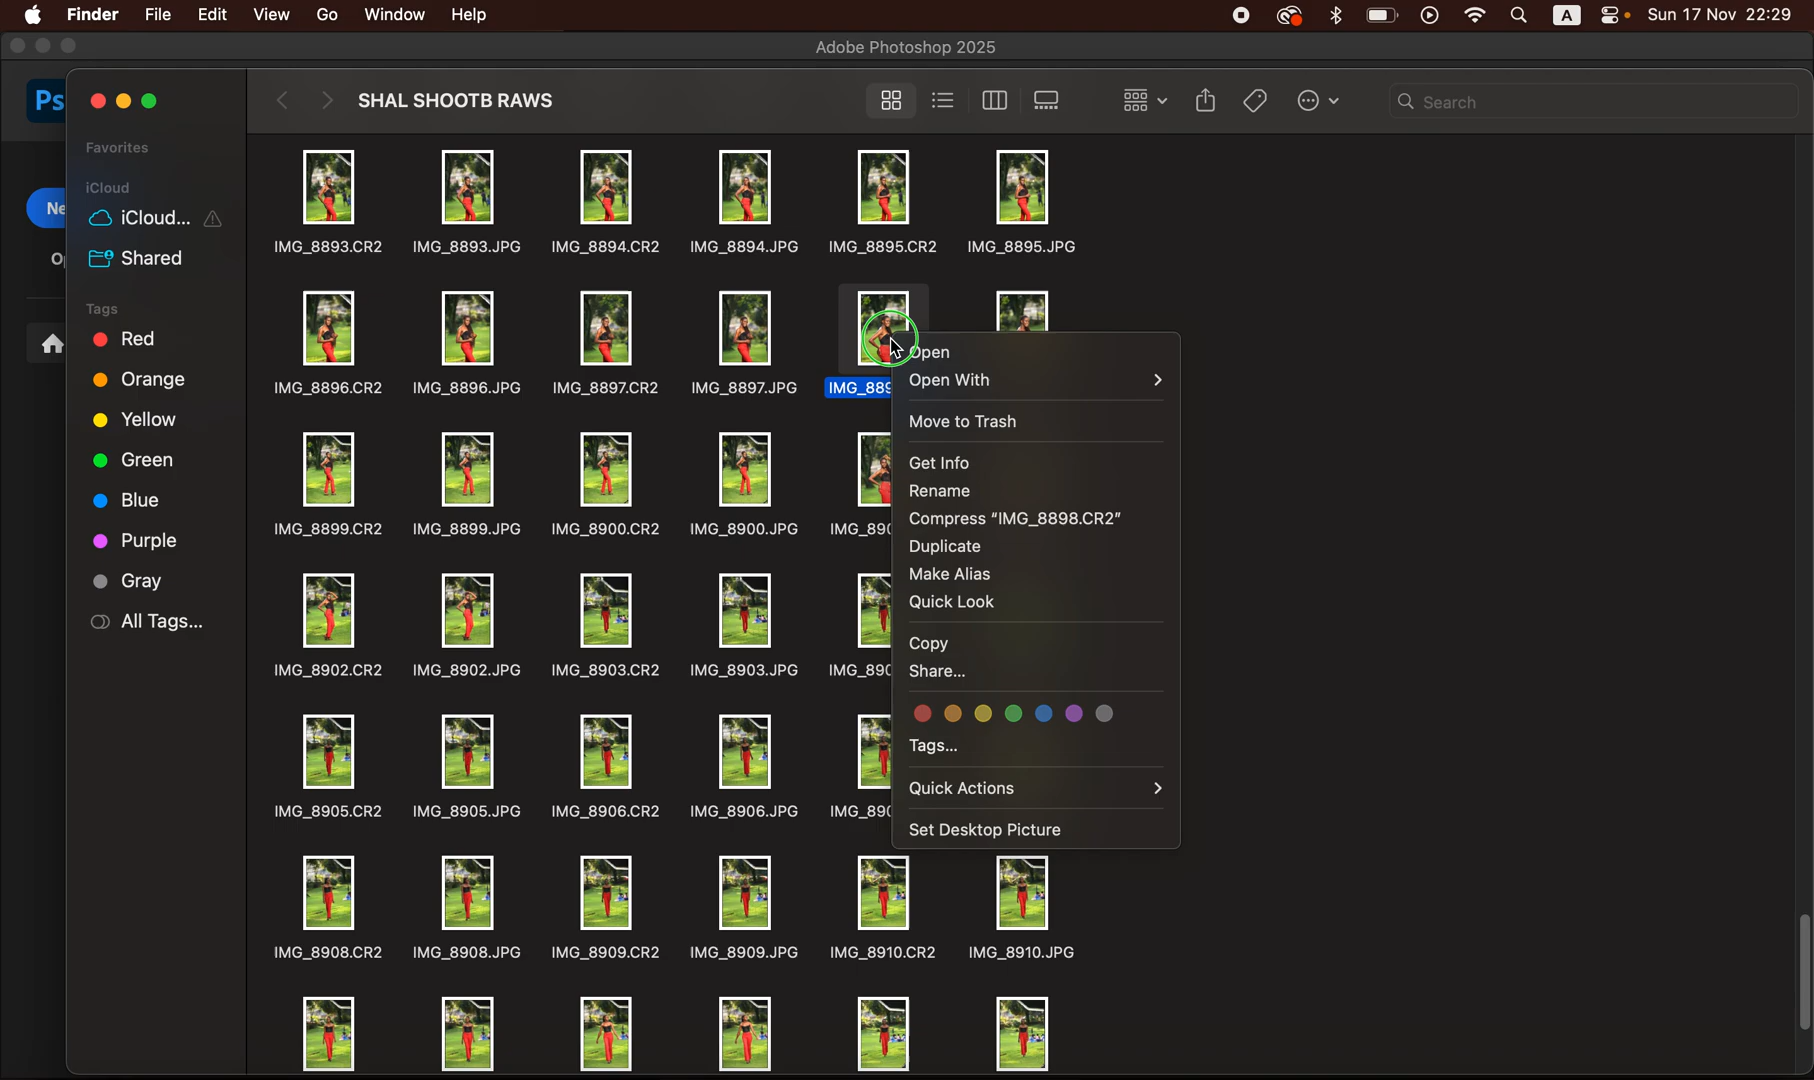 Finder File Edit View Go Window Help A Sun 17 Nov 22:29
Adobe Photoshop 2025
Ps
SHAL SHOOTB RAWS
Search
Favorites
iCloud
iCloud...
Shared
Tags
Red
Orange
Yellow
Green
Blue
Purple
Gray
All Tags...
Ne
Op
IMG_8893.CR2 IMG_8893.JPG IMG_8894.CR2 IMG_8894.JPG IMG_8895.CR2 IMG_8895.JPG
IMG_8896.CR2 IMG_8896.JPG IMG_8897.CR2 IMG_8897.JPG IMG_889
IMG_8899.CR2 IMG_8899.JPG IMG_8900.CR2 IMG_8900.JPG IMG_890
IMG_8902.CR2 IMG_8902.JPG IMG_8903.CR2 IMG_8903.JPG IMG_890
IMG_8905.CR2 IMG_8905.JPG IMG_8906.CR2 IMG_8906.JPG IMG_890
IMG_8908.CR2 IMG_8908.JPG IMG_8909.CR2 IMG_8909.JPG IMG_8910.CR2 IMG_8910.JPG
Open
Open With
Move to Trash
Get Info
Rename
Compress “IMG_8898.CR2”
Duplicate
Make Alias
Quick Look
Copy
Share...
Tags...
Quick Actions
Set Desktop Picture